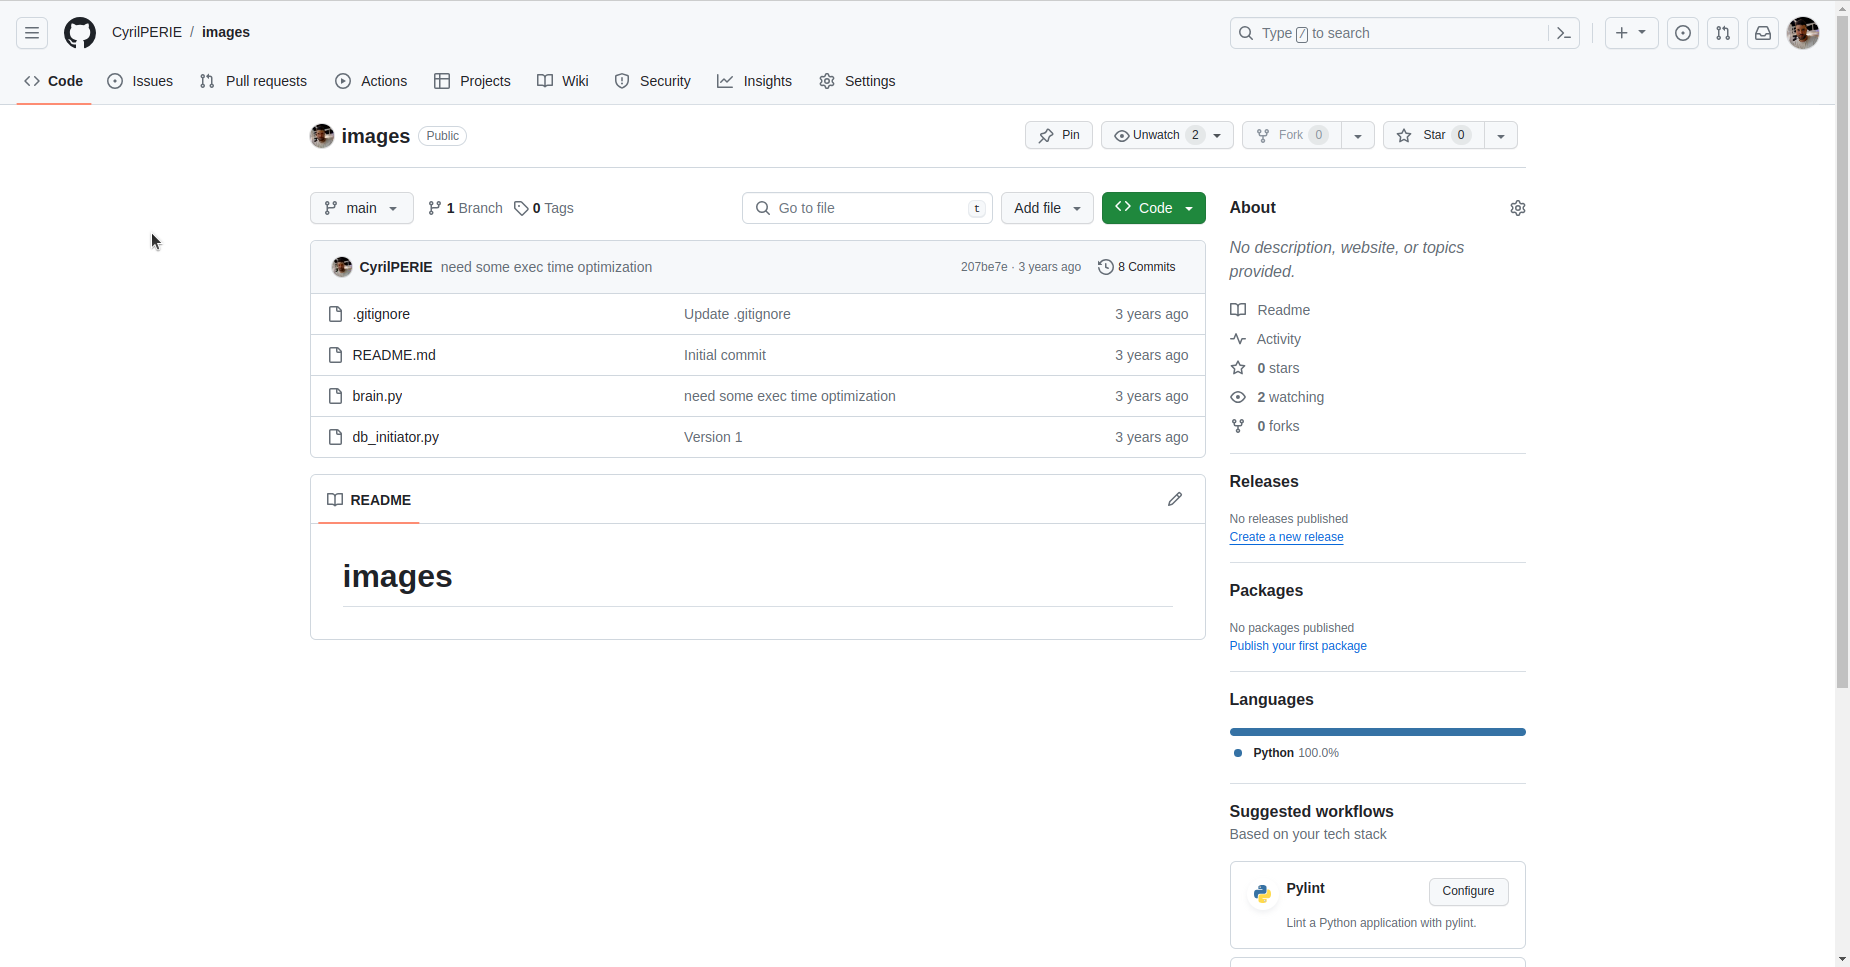 CyrilPERIE / images
Type / to search
Code Issues Pull requests Actions Projects Wiki Security Insights Settings
images Public
Pin Unwatch 2 Fork 0 Star 0
main 1 Branch 0 Tags Go to file t Add file Code
CyrilPERIE need some exec time optimization 207be7e · 3 years ago 8 Commits
.gitignore Update .gitignore 3 years ago
README.md Initial commit 3 years ago
brain.py need some exec time optimization 3 years ago
db_initiator.py Version 1 3 years ago
README
images
About
No description, website, or topics
provided.
Readme
Activity
0 stars
2 watching
0 forks
Releases
No releases published
Create a new release
Packages
No packages published
Publish your first package
Languages
Python 100.0%
Suggested workflows
Based on your tech stack
Pylint Configure
Lint a Python application with pylint.